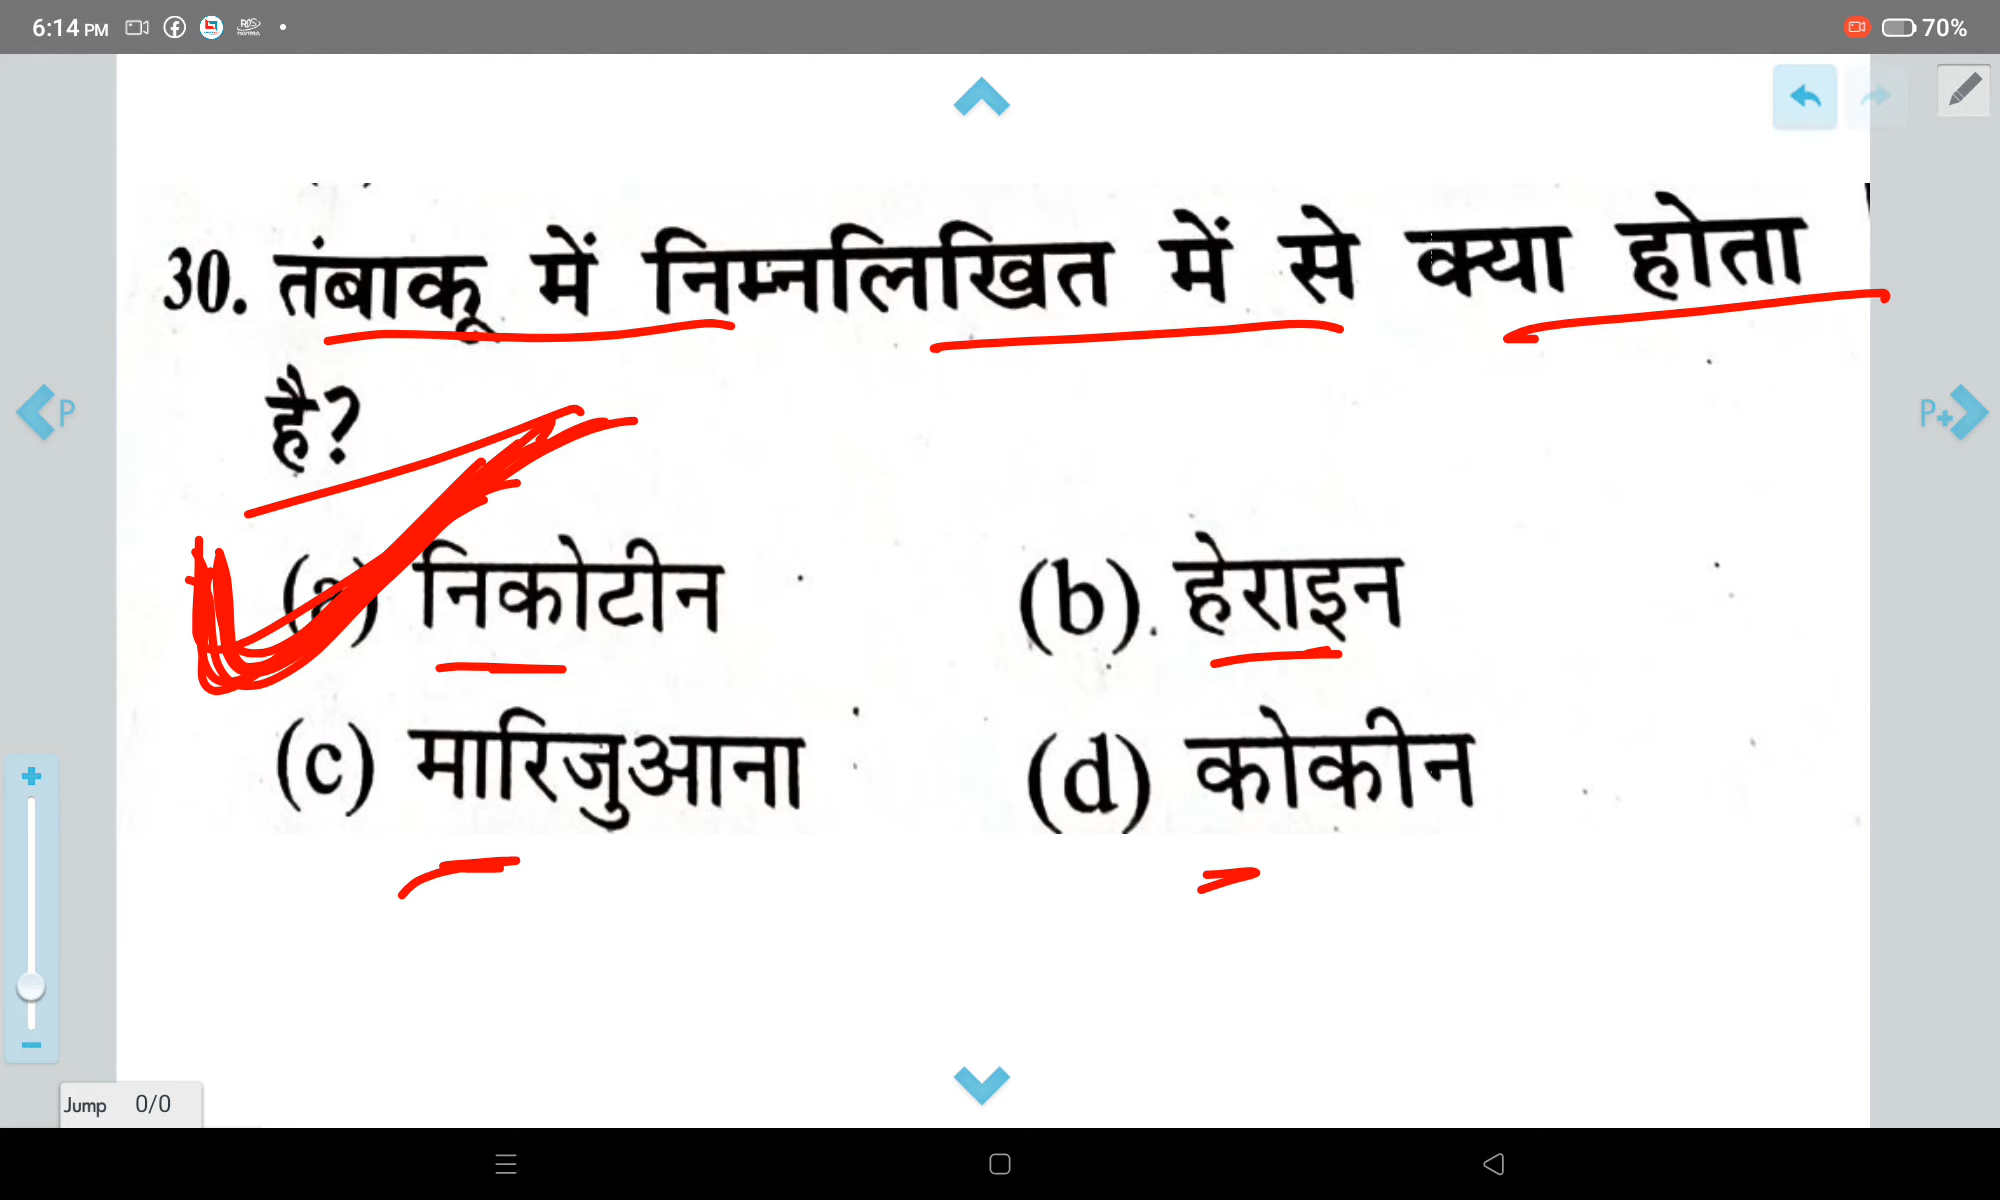 6:14 PM
70%
30. तंबाकू में निम्नलिखित में से क्या होता
है?
(a) निकोटीन (b) हेराइन
(c) मारिजुआना (d) कोकीन
P
P+
Jump 0/0